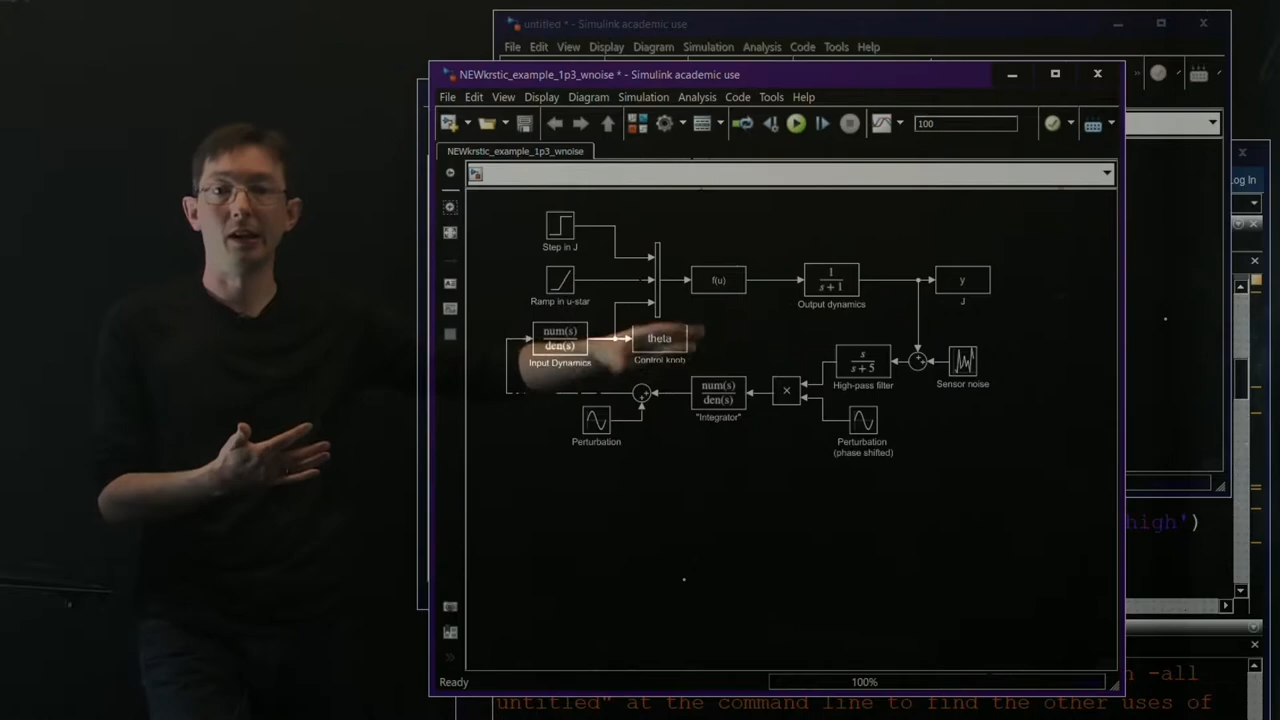 untitled * - Simulink academic use
File Edit View Display Diagram Simulation Analysis Code Tools Help
NEWkrstic_example_1p3_wnoise * - Simulink academic use
File Edit View Display Diagram Simulation Analysis Code Tools Help
100
NEWkrstic_example_1p3_wnoise
Log In
Step in J
Ramp in u-star
f(u)
1
s+1
Output dynamics
y
J
num(s)
den(s)
Input Dynamics
theta
Control knob
s
s+5
High-pass filter
Sensor noise
num(s)
den(s)
"Integrator"
×
Perturbation
Perturbation
(phase shifted)
high')
Ready
100%
-all
untitled" at the command line to find the other uses of